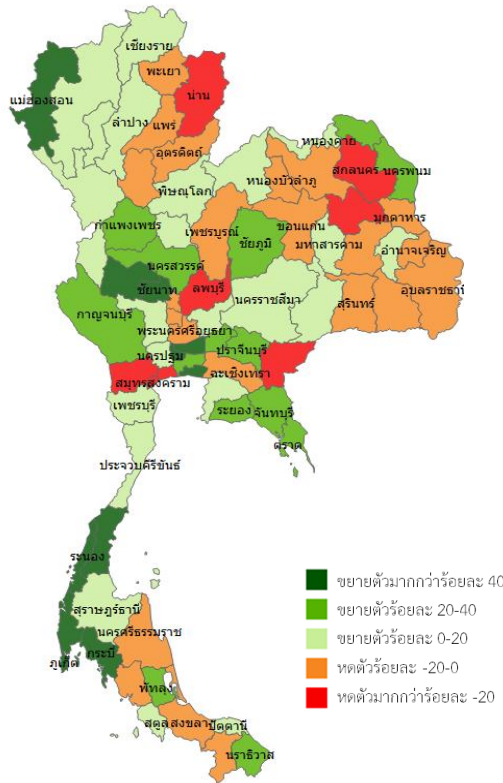 เชียงราย
พะเยา
แม่ฮ่องสอน
น่าน
ลำปาง
แพร่
อุตรดิตถ์
หนองคาย
สกลนคร
นครพนม
พิษณุโลก
หนองบัวลำภู
กำแพงเพชร
เพชรบูรณ์
ขอนแก่น
มุกดาหาร
ชัยภูมิ
มหาสารคาม
อำนาจเจริญ
นครสวรรค์
ชัยนาท
ลพบุรี
อุบลราชธานี
กาญจนบุรี
นครราชสีมา
สุรินทร์
พระนครศรีอยุธยา
นครปฐม
ปราจีนบุรี
ฉะเชิงเทรา
สมุทรสงคราม
เพชรบุรี
ระยอง
จันทบุรี
ตราด
ประจวบคีรีขันธ์
ระนอง
สุราษฎร์ธานี
นครศรีธรรมราช
ภูเก็ต
กระบี่
พัทลุง
สตูล
สงขลา
ปัตตานี
นราธิวาส
ขยายตัวมากกว่าร้อยละ 40
ขยายตัวร้อยละ 20-40
ขยายตัวร้อยละ 0-20
หดตัวร้อยละ -20-0
หดตัวมากกว่าร้อยละ -20